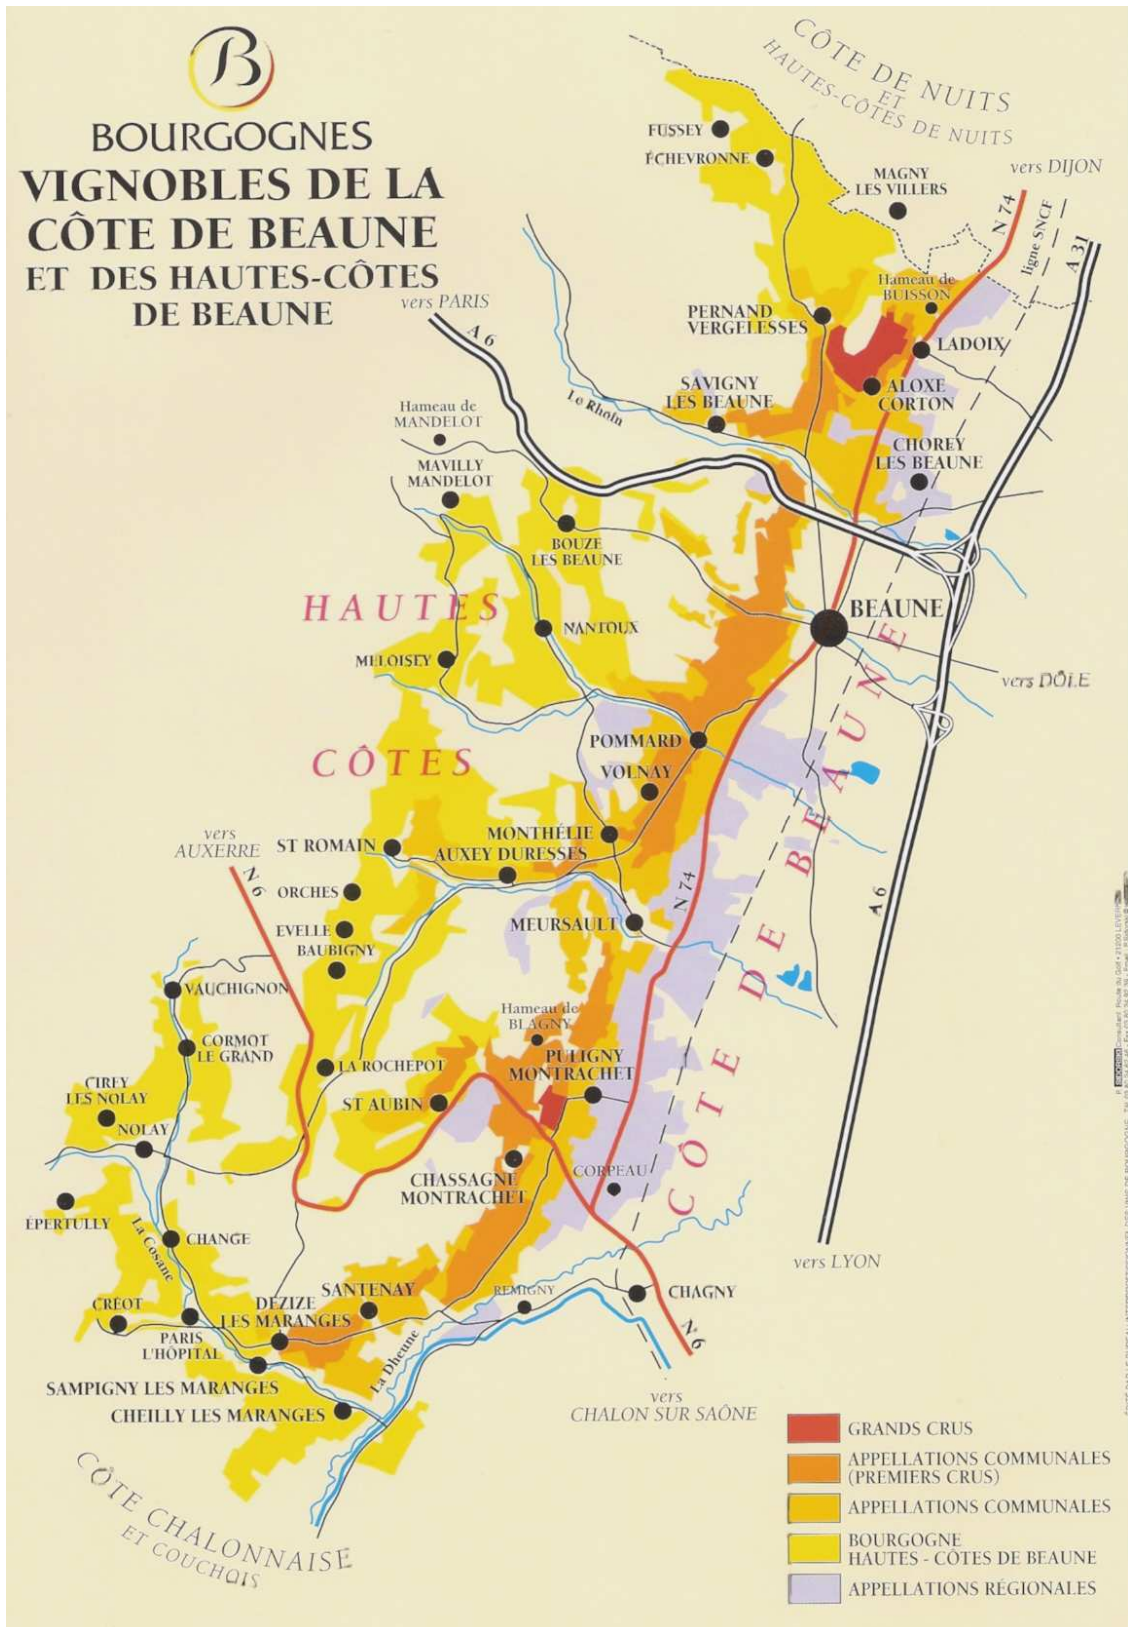 B
BOURGOGNES
VIGNOBLES DE LA
CÔTE DE BEAUNE
ET DES HAUTES-CÔTES
DE BEAUNE
CÔTE DE NUITS
ET
HAUTES-CÔTES DE NUITS
FUSSEY
ÉCHEVRONNE
MAGNY
LES VILLERS
vers DIJON
N 74
ligne SNCF
A 31
vers PARIS
A 6
Hameau de
BUISSON
PERNAND
VERGELESSES
LADOIX
SAVIGNY
LES BEAUNE
ALOXE
CORTON
Le Rhoin
Hameau de
MANDELOT
CHOREY
LES BEAUNE
MAVILLY
MANDELOT
BOUZE
LES BEAUNE
HAUTES
BEAUNE
NANTOUX
MELOISEY
vers DÔLE
POMMARD
CÔTES
VOLNAY
vers
AUXERRE
N 6
ST ROMAIN
MONTHÉLIE
AUXEY DURESSES
ORCHES
N 74
A 6
EVELLE
MEURSAULT
BAUBIGNY
CÔTE DE BEAUNE
VAUCHIGNON
Hameau de
BLAGNY
CORMOT
LE GRAND
LA ROCHEPOT
PULIGNY
MONTRACHET
CIREY
LES NOLAY
ST AUBIN
NOLAY
CHASSAGNE
MONTRACHET
CORPEAU
ÉPERTULLY
La Cosane
CHANGE
vers LYON
SANTENAY
REMIGNY
CHAGNY
CRÉOT
DEZIZE
LES MARANGES
PARIS
L'HÔPITAL
La Dheune
N 6
SAMPIGNY LES MARANGES
CHEILLY LES MARANGES
vers
CHALON SUR SAÔNE
CÔTE CHALONNAISE
ET COUCHOIS
GRANDS CRUS
APPELLATIONS COMMUNALES
(PREMIERS CRUS)
APPELLATIONS COMMUNALES
BOURGOGNE
HAUTES - CÔTES DE BEAUNE
APPELLATIONS RÉGIONALES